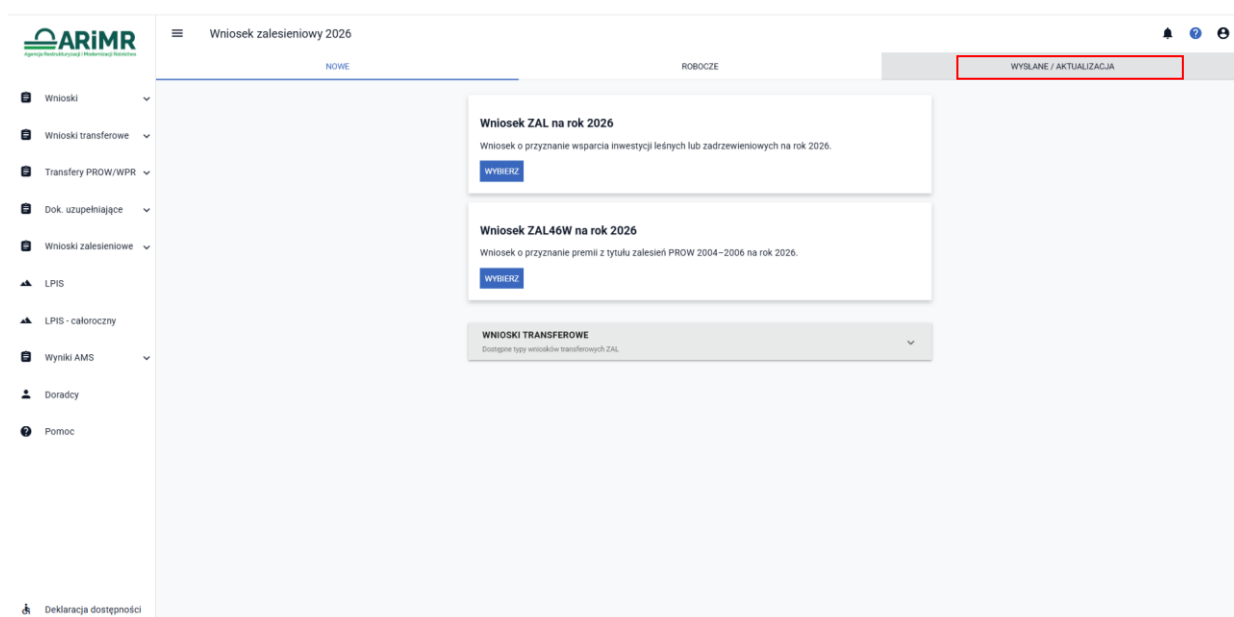 ARiMR
Agencja Restrukturyzacji i Modernizacji Rolnictwa
Wniosek zalesieniowy 2026
NOWE
ROBOCZE
WYSŁANE / AKTUALIZACJA
Wnioski
Wnioski transferowe
Transfery PROW/WPR
Dok. uzupełniające
Wnioski zalesieniowe
LPIS
LPIS - całoroczny
Wyniki AMS
Doradcy
Pomoc
Deklaracja dostępności
Wniosek ZAL na rok 2026
Wniosek o przyznanie wsparcia inwestycji leśnych lub zadrzewieniowych na rok 2026.
WYBIERZ
Wniosek ZAL46W na rok 2026
Wniosek o przyznanie premii z tytułu zalesień PROW 2004–2006 na rok 2026.
WYBIERZ
WNIOSKI TRANSFEROWE
Dostępne typy wniosków transferowych ZAL